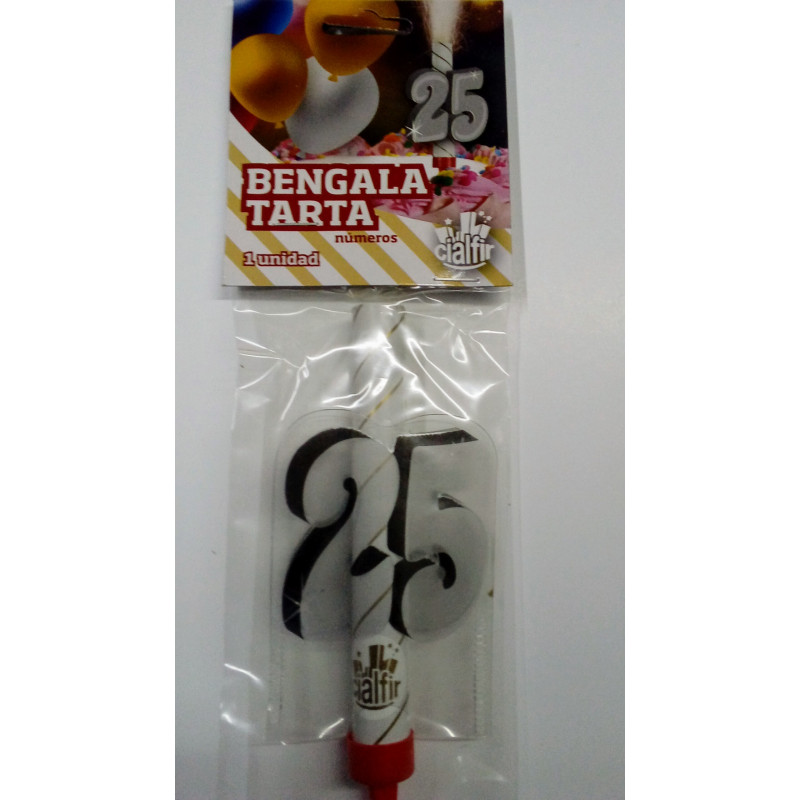 25
BENGALA
TARTA
números
1 unidad
cialfir
25
cialfir